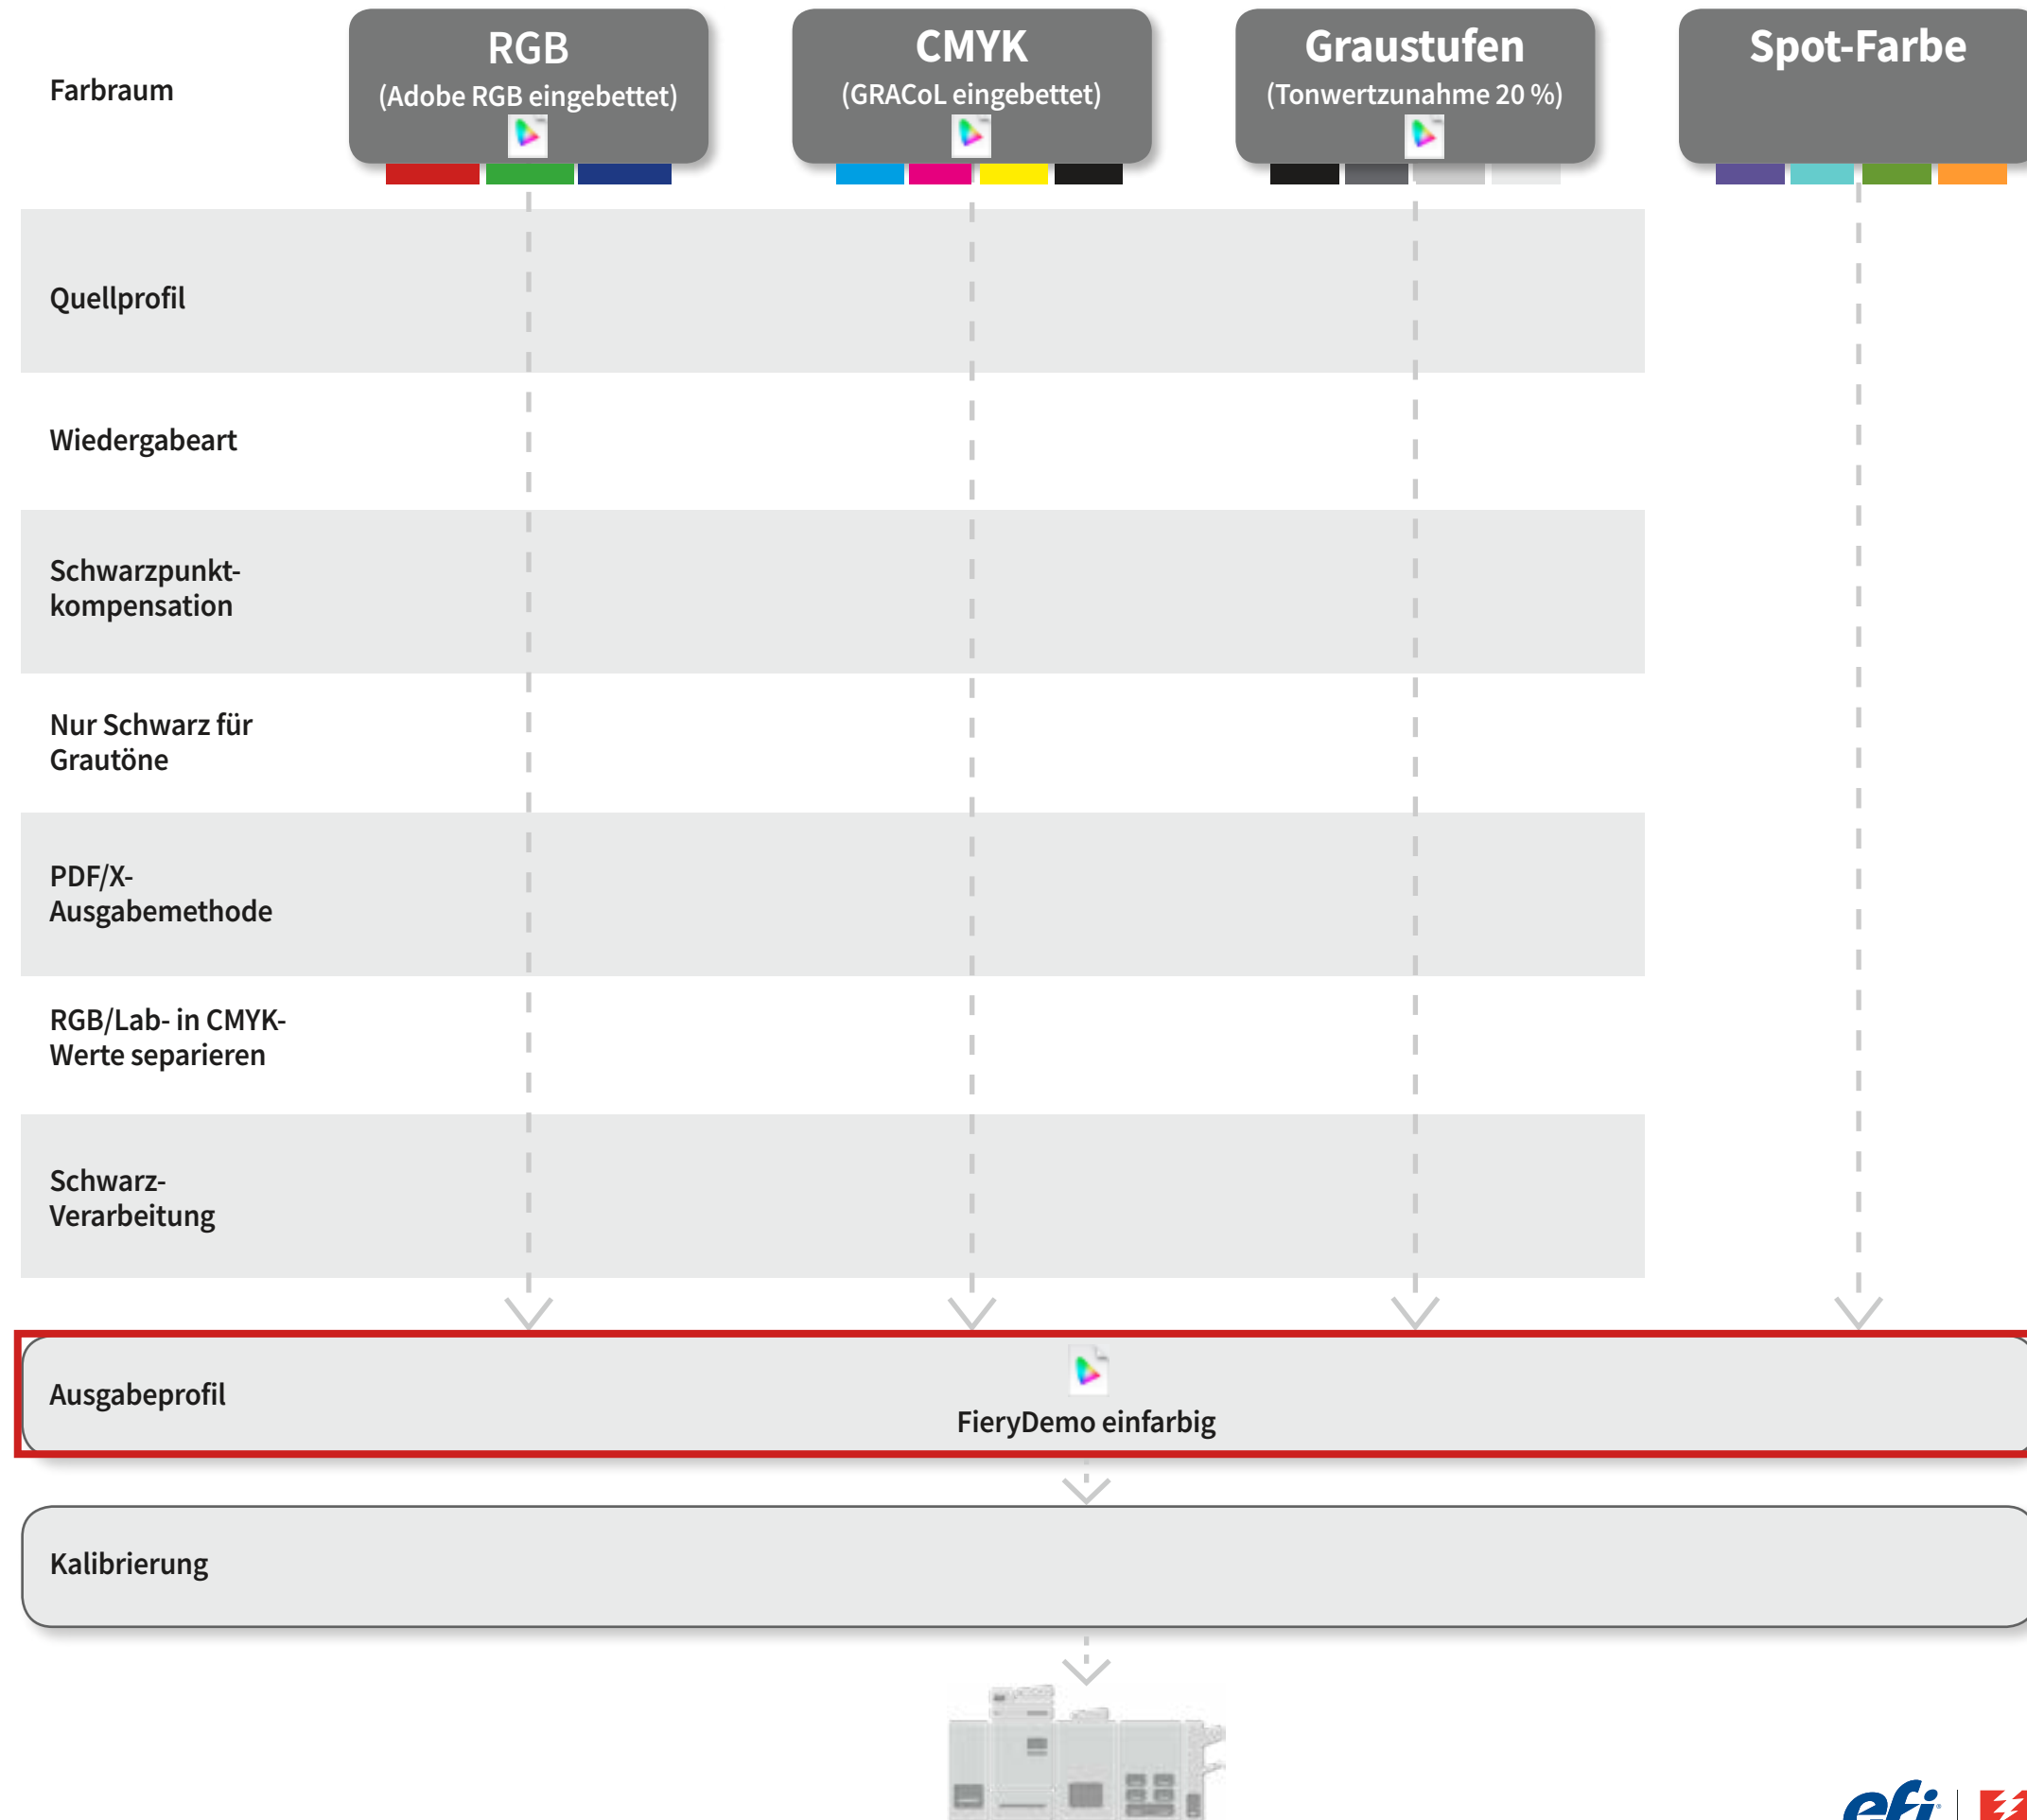 Farbraum
RGB
(Adobe RGB eingebettet)
CMYK
(GRACoL eingebettet)
Graustufen
(Tonwertzunahme 20 %)
Spot-Farbe
Quellprofil
Wiedergabeart
Schwarzpunkt-
kompensation
Nur Schwarz für
Grautöne
PDF/X-
Ausgabemethode
RGB/Lab- in CMYK-
Werte separieren
Schwarz-
Verarbeitung
Ausgabeprofil
FieryDemo einfarbig
Kalibrierung
efi